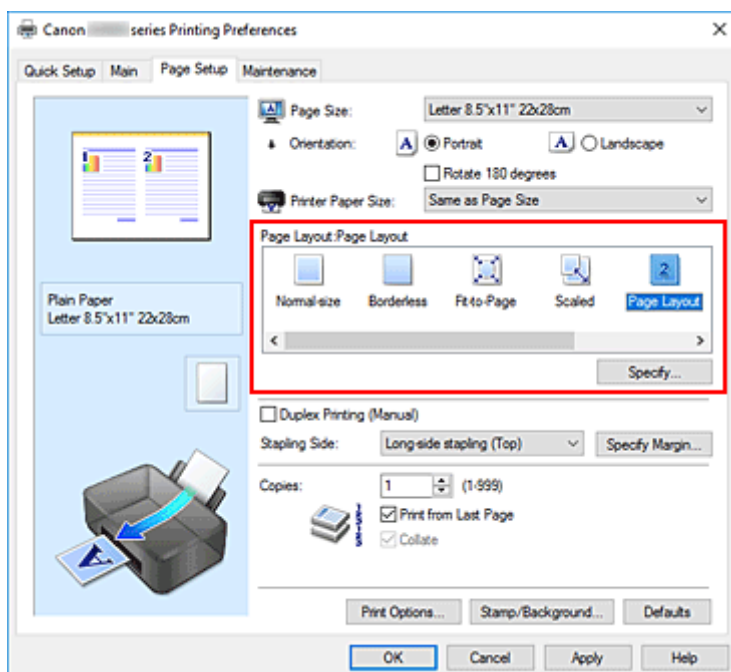 Canon series Printing Preferences
Quick Setup Main Page Setup Maintenance
Page Size: Letter 8.5"x11" 22x28cm
Orientation: A Portrait A Landscape
Rotate 180 degrees
Printer Paper Size: Same as Page Size
1 2
Page Layout:Page Layout
2
Normal-size Borderless Fit-to-Page Scaled Page Layout
Specify...
Plain Paper
Letter 8.5"x11" 22x28cm
Duplex Printing (Manual)
Stapling Side: Long-side stapling (Top) Specify Margin...
Copies: 1 (1-999)
Print from Last Page
Collate
A
Print Options... Stamp/Background... Defaults
OK Cancel Apply Help